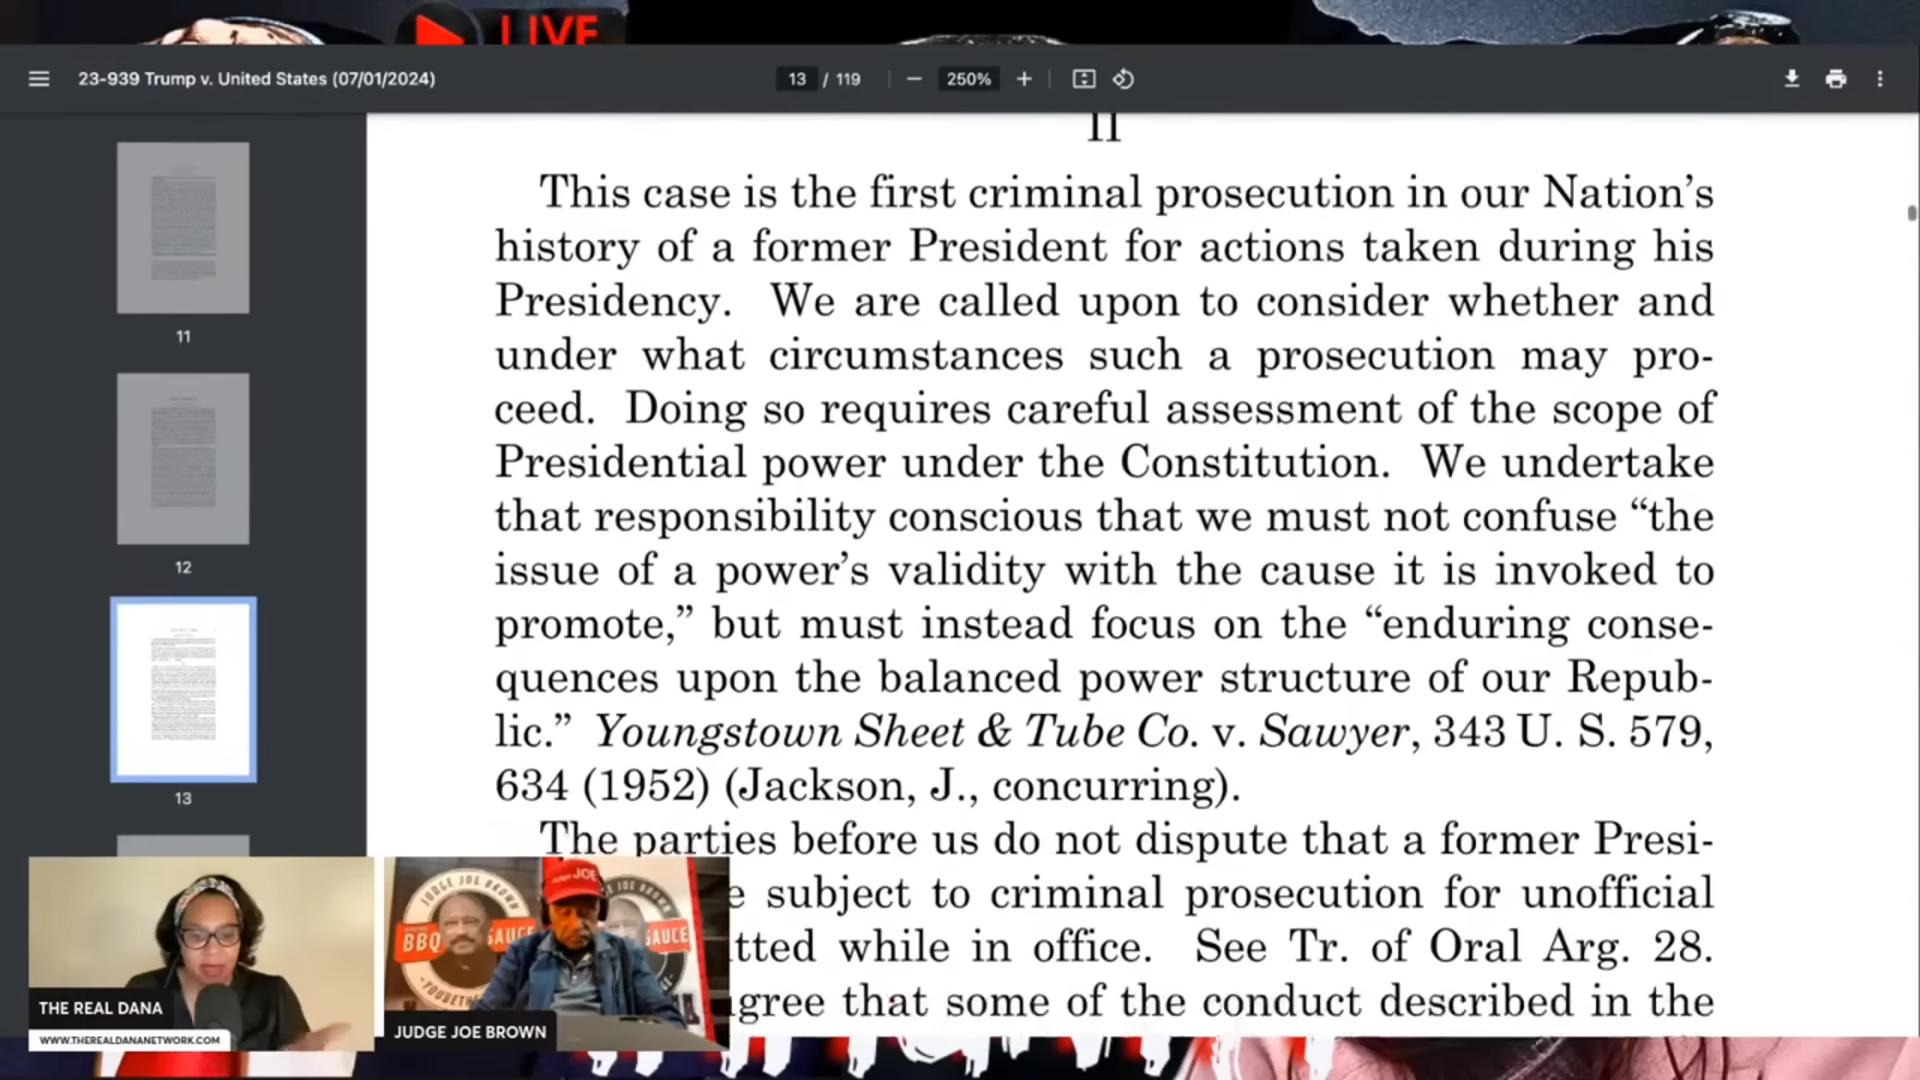 LIVE
23-939 Trump v. United States (07/01/2024)
13 / 119
250%
11
12
13
II
This case is the first criminal prosecution in our Nation’s
history of a former President for actions taken during his
Presidency. We are called upon to consider whether and
under what circumstances such a prosecution may pro-
ceed. Doing so requires careful assessment of the scope of
Presidential power under the Constitution. We undertake
that responsibility conscious that we must not confuse “the
issue of a power’s validity with the cause it is invoked to
promote,” but must instead focus on the “enduring conse-
quences upon the balanced power structure of our Repub-
lic.” Youngstown Sheet & Tube Co. v. Sawyer, 343 U. S. 579,
634 (1952) (Jackson, J., concurring).
The parties before us do not dispute that a former Presi-
e subject to criminal prosecution for unofficial
tted while in office. See Tr. of Oral Arg. 28.
gree that some of the conduct described in the
THE REAL DANA
WWW.THEREALDANANETWORK.COM
JUDGE JOE BROWN
BBQ SAUCE
Judge JOE
JOE BROWN
SAUCE
JUDGE JOE BROWN